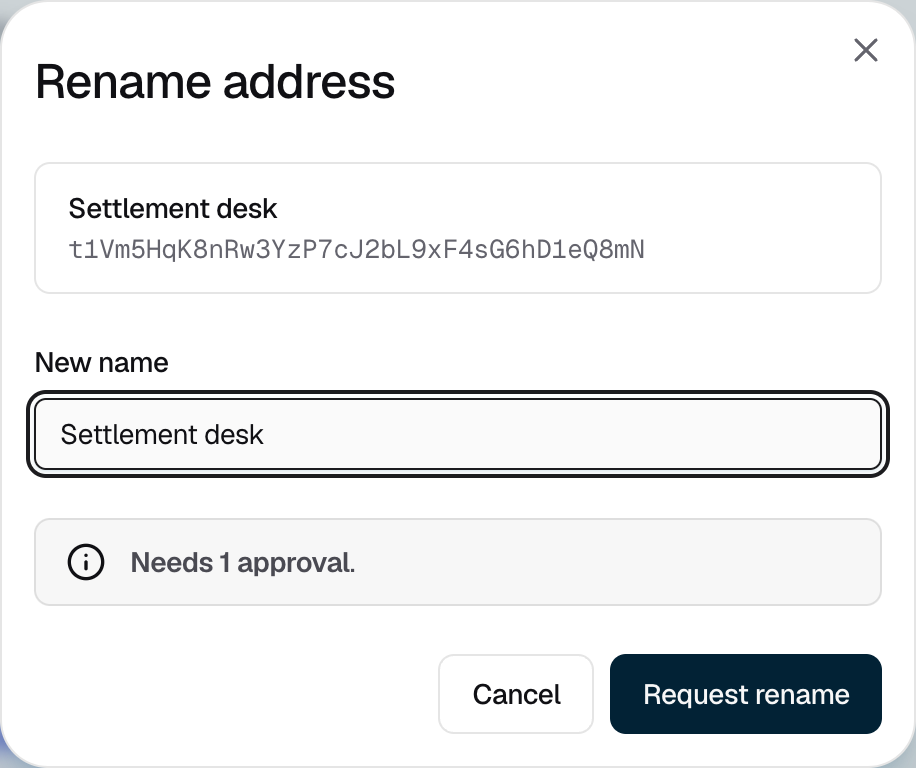 Rename address
Settlement desk
t1Vm5HqK8nRw3YzP7cJ2bL9xF4sG6hD1eQ8mN
New name
Settlement desk
Needs 1 approval.
Cancel
Request rename